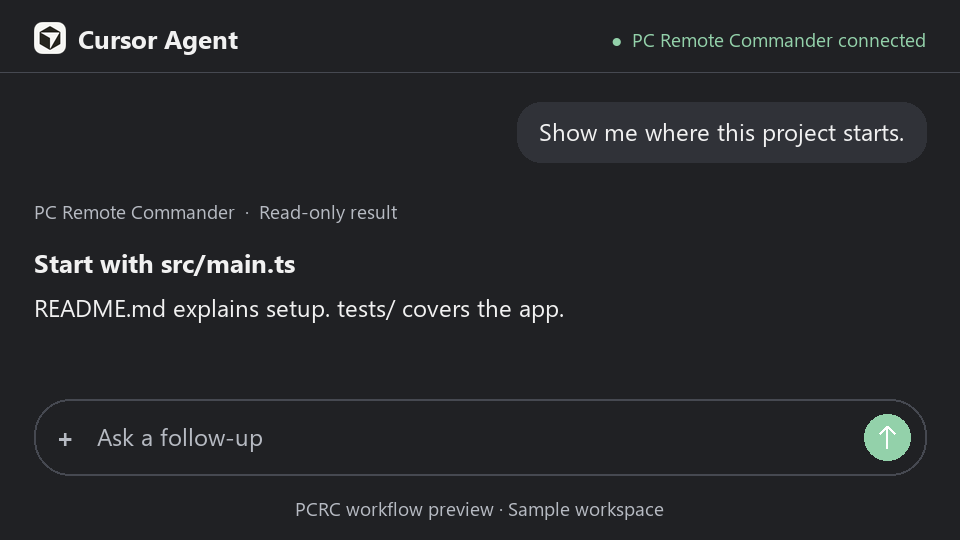 Cursor Agent
PC Remote Commander connected
Show me where this project starts.
PC Remote Commander · Read-only result
Start with src/main.ts
README.md explains setup. tests/ covers the app.
+ Ask a follow-up
PCRC workflow preview · Sample workspace